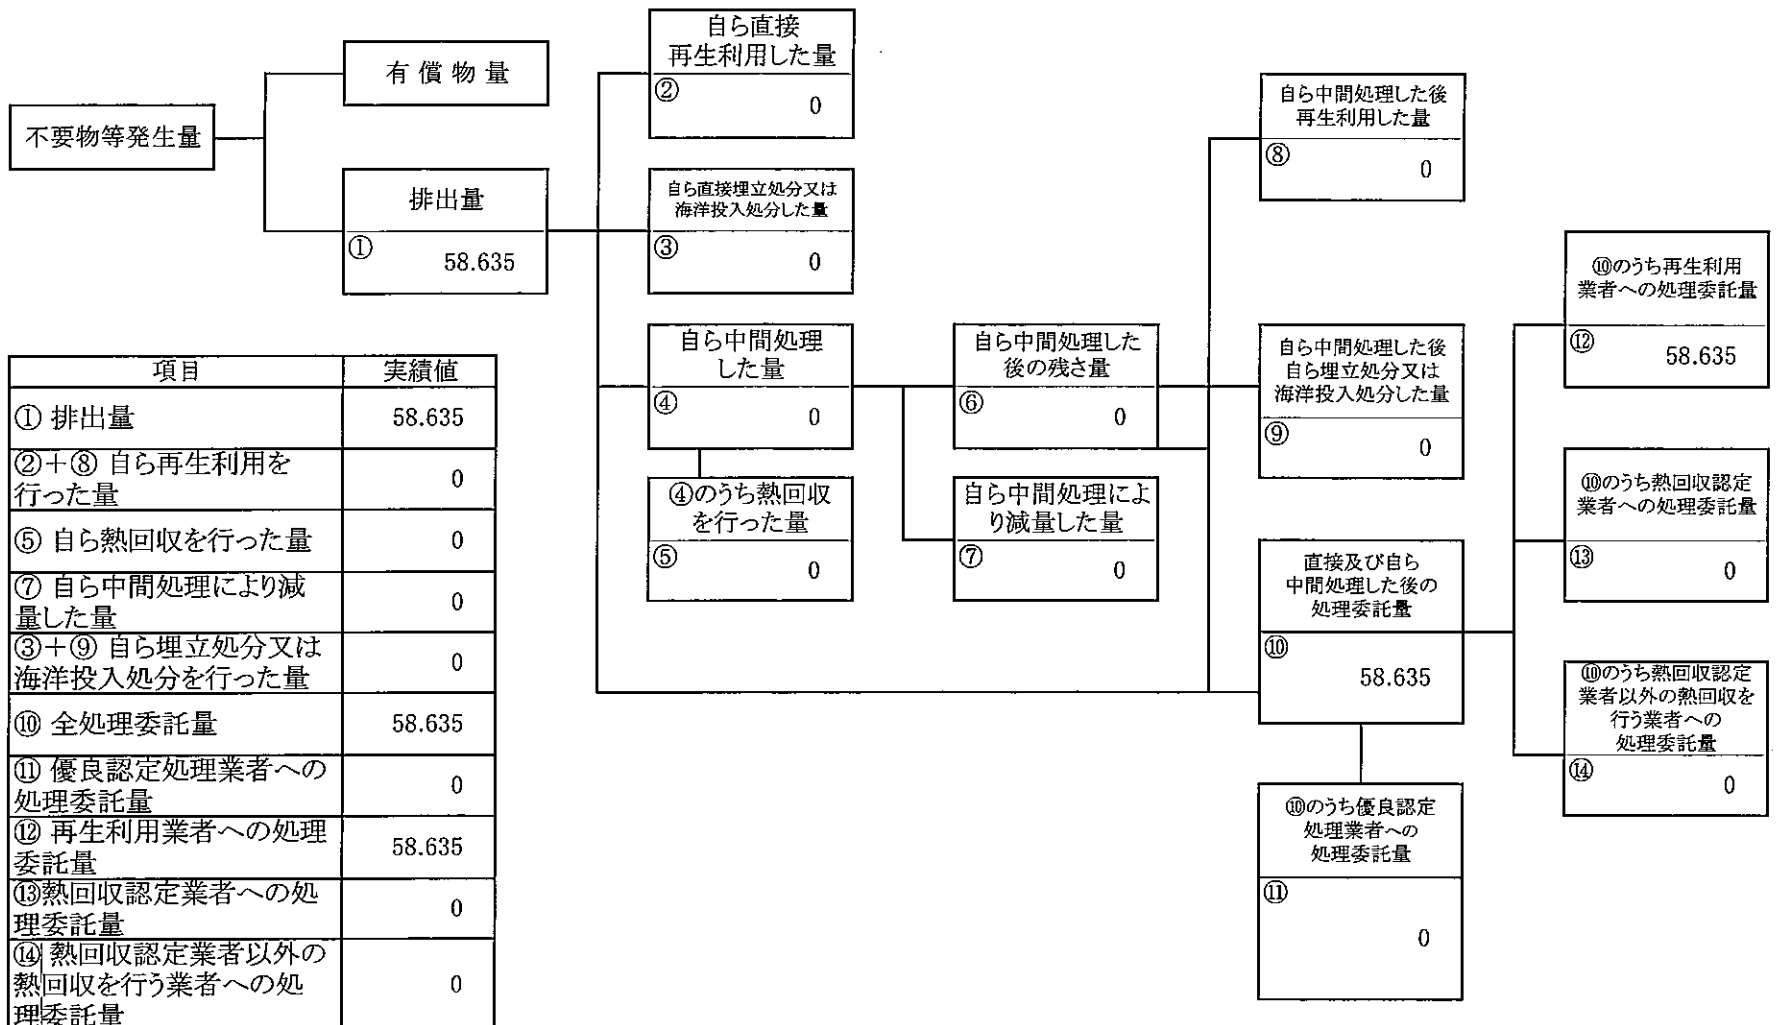 不要物等発生量
有償物量
排出量
①
58.635
自ら直接
再生利用した量
②
0
自ら直接埋立処分又は
海洋投入処分した量
③
0
自ら中間処理
した量
④
0
④のうち熱回収
を行った量
⑤
0
自ら中間処理した
後の残さ量
⑥
0
自ら中間処理によ
り減量した量
⑦
0
自ら中間処理した後
再生利用した量
⑧
0
自ら中間処理した後
自ら埋立処分又は
海洋投入処分した量
⑨
0
直接及び自ら
中間処理した後の
処理委託量
⑩
58.635
⑩のうち優良認定
処理業者への
処理委託量
⑪
0
⑩のうち再生利用
業者への処理委託量
⑫
58.635
⑩のうち熱回収認定
業者への処理委託量
⑬
0
⑩のうち熱回収認定
業者以外の熱回収を
行う業者への
処理委託量
⑭
0
項目 実績値
① 排出量 58.635
②+⑧ 自ら再生利用を
行った量 0
⑤ 自ら熱回収を行った量 0
⑦ 自ら中間処理により減
量した量 0
③+⑨ 自ら埋立処分又は
海洋投入処分を行った量 0
⑩ 全処理委託量 58.635
⑪ 優良認定処理業者への
処理委託量 0
⑫ 再生利用業者への処理
委託量 58.635
⑬熱回収認定業者への処
理委託量 0
⑭ 熱回収認定業者以外の
熱回収を行う業者への処
理委託量 0